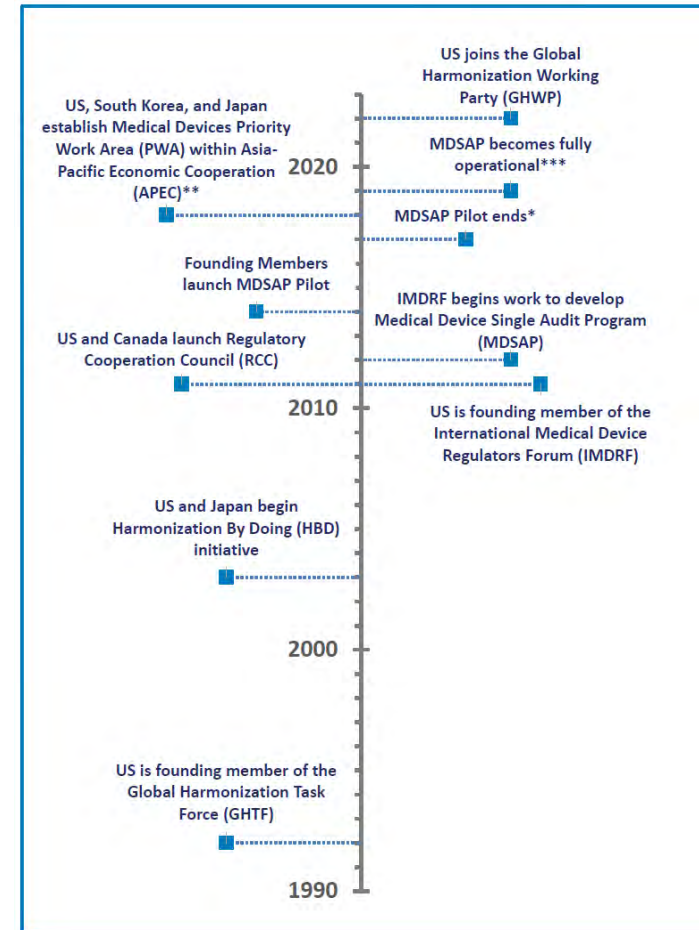 US joins the Global
Harmonization Working
Party (GHWP)
US, South Korea, and Japan
establish Medical Devices Priority
Work Area (PWA) within Asia-
Pacific Economic Cooperation
(APEC)**
2020
MDSAP becomes fully
operational***
MDSAP Pilot ends*
Founding Members
launch MDSAP Pilot
IMDRF begins work to develop
Medical Device Single Audit Program
(MDSAP)
US and Canada launch Regulatory
Cooperation Council (RCC)
2010
US is founding member of the
International Medical Device
Regulators Forum (IMDRF)
US and Japan begin
Harmonization By Doing (HBD)
initiative
2000
US is founding member of the
Global Harmonization Task
Force (GHTF)
1990